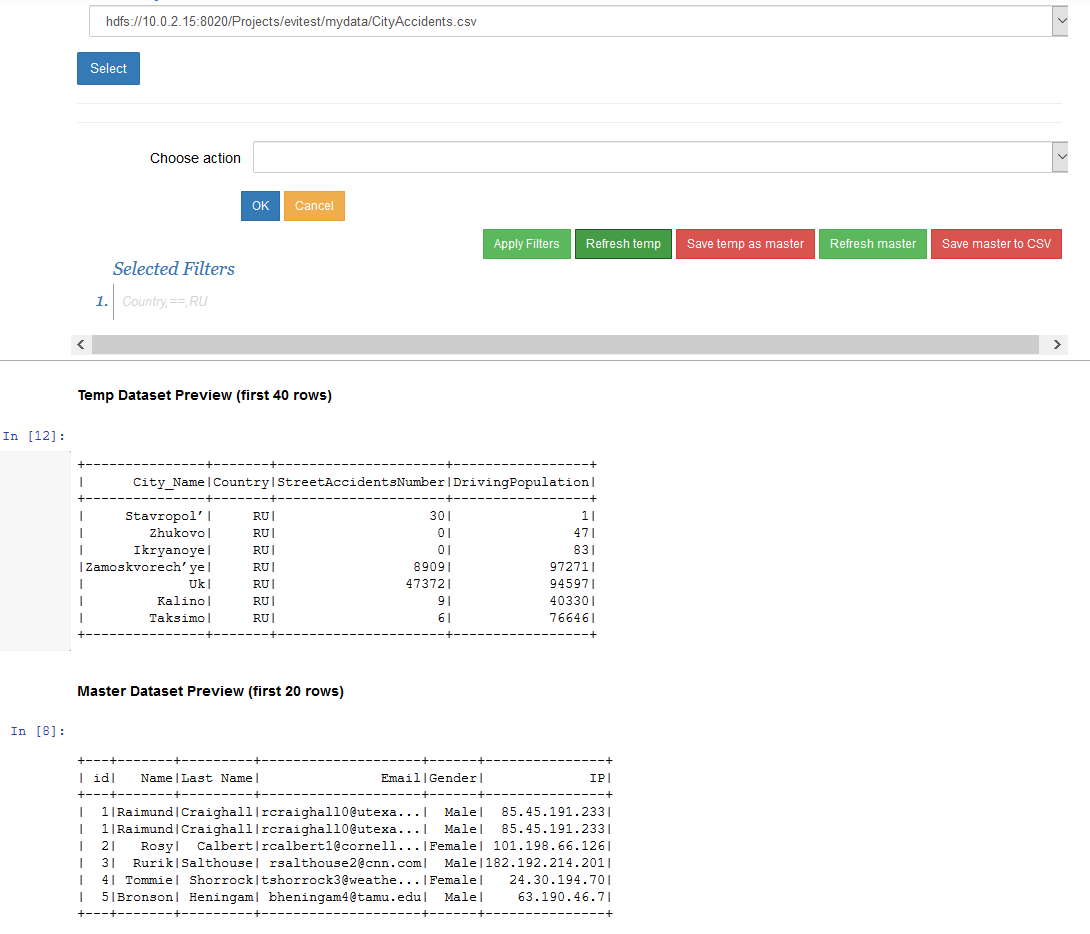 hdfs://10.0.2.15:8020/Projects/evitest/mydata/CityAccidents.csv
Select
Choose action
OK Cancel
Apply Filters Refresh temp Save temp as master Refresh master Save master to CSV
Selected Filters
1. Country,==,RU
Temp Dataset Preview (first 40 rows)
In [12]:
+---------------+-------+---------------------+-----------------+
|      City_Name|Country|StreetAccidentsNumber|DrivingPopulation|
+---------------+-------+---------------------+-----------------+
|     Stavropol’|     RU|                   30|                1|
|        Zhukovo|     RU|                    0|               47|
|      Ikryanoye|     RU|                    0|               83|
|Zamoskvorech’ye|     RU|                 8909|            97271|
|             Uk|     RU|                47372|            94597|
|         Kalino|     RU|                    9|            40330|
|        Taksimo|     RU|                    6|            76646|
+---------------+-------+---------------------+-----------------+
Master Dataset Preview (first 20 rows)
In [8]:
+---+-------+---------+--------------------+------+---------------+
| id|   Name|Last Name|               Email|Gender|             IP|
+---+-------+---------+--------------------+------+---------------+
|  1|Raimund|Craighall|rcraighall0@utexa...|  Male|  85.45.191.233|
|  1|Raimund|Craighall|rcraighall0@utexa...|  Male|  85.45.191.233|
|  2|   Rosy|  Calbert|rcalbert1@cornell...|Female| 101.198.66.126|
|  3|  Rurik|Salthouse| rsalthouse2@cnn.com|  Male|182.192.214.201|
|  4| Tommie| Shorrock|tshorrock3@weathe...|Female|   24.30.194.70|
|  5|Bronson| Heningam| bheningam4@tamu.edu|  Male|    63.190.46.7|
+---+-------+---------+--------------------+------+---------------+